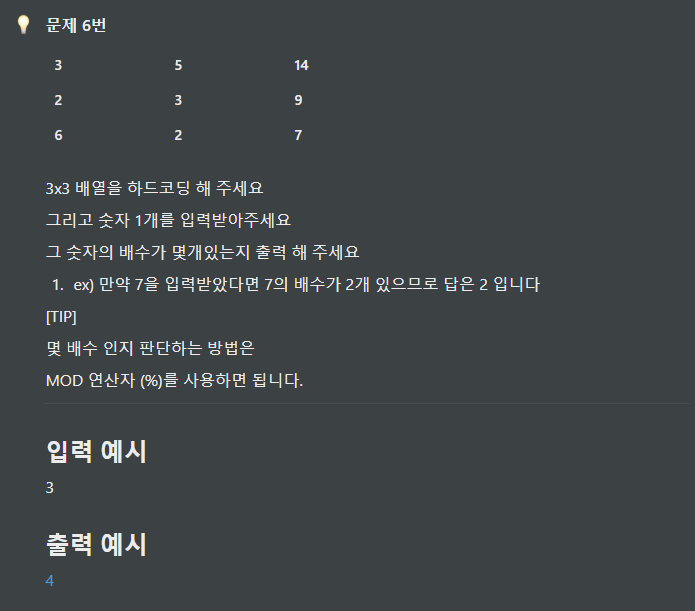 문제 6번
3 5 14
2 3 9
6 2 7
3x3 배열을 하드코딩 해 주세요
그리고 숫자 1개를 입력받아주세요
그 숫자의 배수가 몇개있는지 출력 해 주세요
1. ex) 만약 7을 입력받았다면 7의 배수가 2개 있으므로 답은 2 입니다
[TIP]
몇 배수 인지 판단하는 방법은
MOD 연산자 (%)를 사용하면 됩니다.
입력 예시
3
출력 예시
4